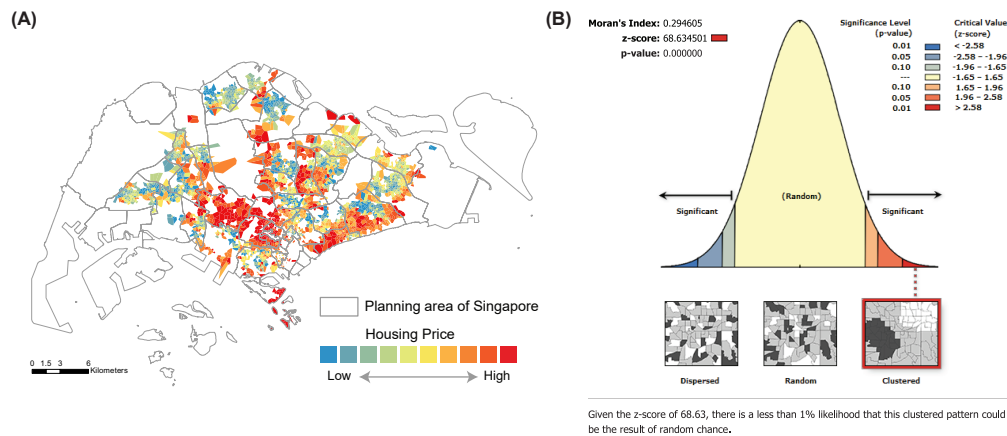 (A)
Planning area of Singapore
Housing Price
Low High
0 1.5 3 6
Kilometers
(B)
Moran's Index: 0.294605
z-score: 68.634501
p-value: 0.000000
Significance Level
(p-value)
Critical Value
(z-score)
0.01 < -2.58
0.05 -2.58 – -1.96
0.10 -1.96 – -1.65
--- -1.65 – 1.65
0.10 1.65 – 1.96
0.05 1.96 – 2.58
0.01 > 2.58
(Random)
Significant Significant
Dispersed Random Clustered
Given the z-score of 68.63, there is a less than 1% likelihood that this clustered pattern could
be the result of random chance.